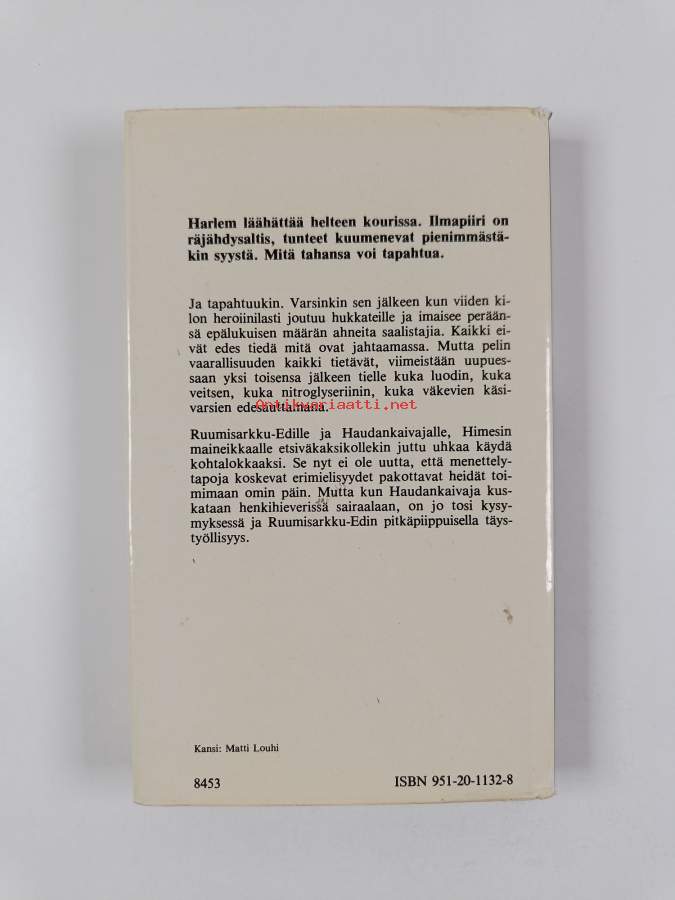 Harlem läähättää helteen kourissa. Ilmapiiri on
räjähdysaltis, tunteet kuumenevat pienimmästä-
kin syystä. Mitä tahansa voi tapahtua.
Ja tapahtuukin. Varsinkin sen jälkeen kun viiden ki-
lon heroiinilasti joutuu hukkateille ja imaisee perään-
sä epälukuisen määrän ahneita saalistajia. Kaikki ei-
vät edes tiedä mitä ovat jahtaamassa. Mutta pelin
vaarallisuuden kaikki tietävät, viimeistään uupues-
saan yksi toisensa jälkeen tielle kuka luodin, kuka
veitsen, kuka nitroglyseriinin, kuka väkevien käsi-
varsien edesauttamana.
Antikvariaatti.net
Ruumisarkku-Edille ja Haudankaivajalle, Himesin
maineikkaalle etsiväkaksikollekin juttu uhkaa käydä
kohtalokkaaksi. Se nyt ei ole uutta, että menettely-
tapoja koskevat erimielisyydet pakottavat heidät toi-
mimaan omin päin. Mutta kun Haudankaivaja kus-
kataan henkihieverissä sairaalaan, on jo tosi kysy-
myksessä ja Ruumisarkku-Edin pitkäpiippuisella täys-
työllisyys.
Kansi: Matti Louhi
8453
ISBN 951-20-1132-8